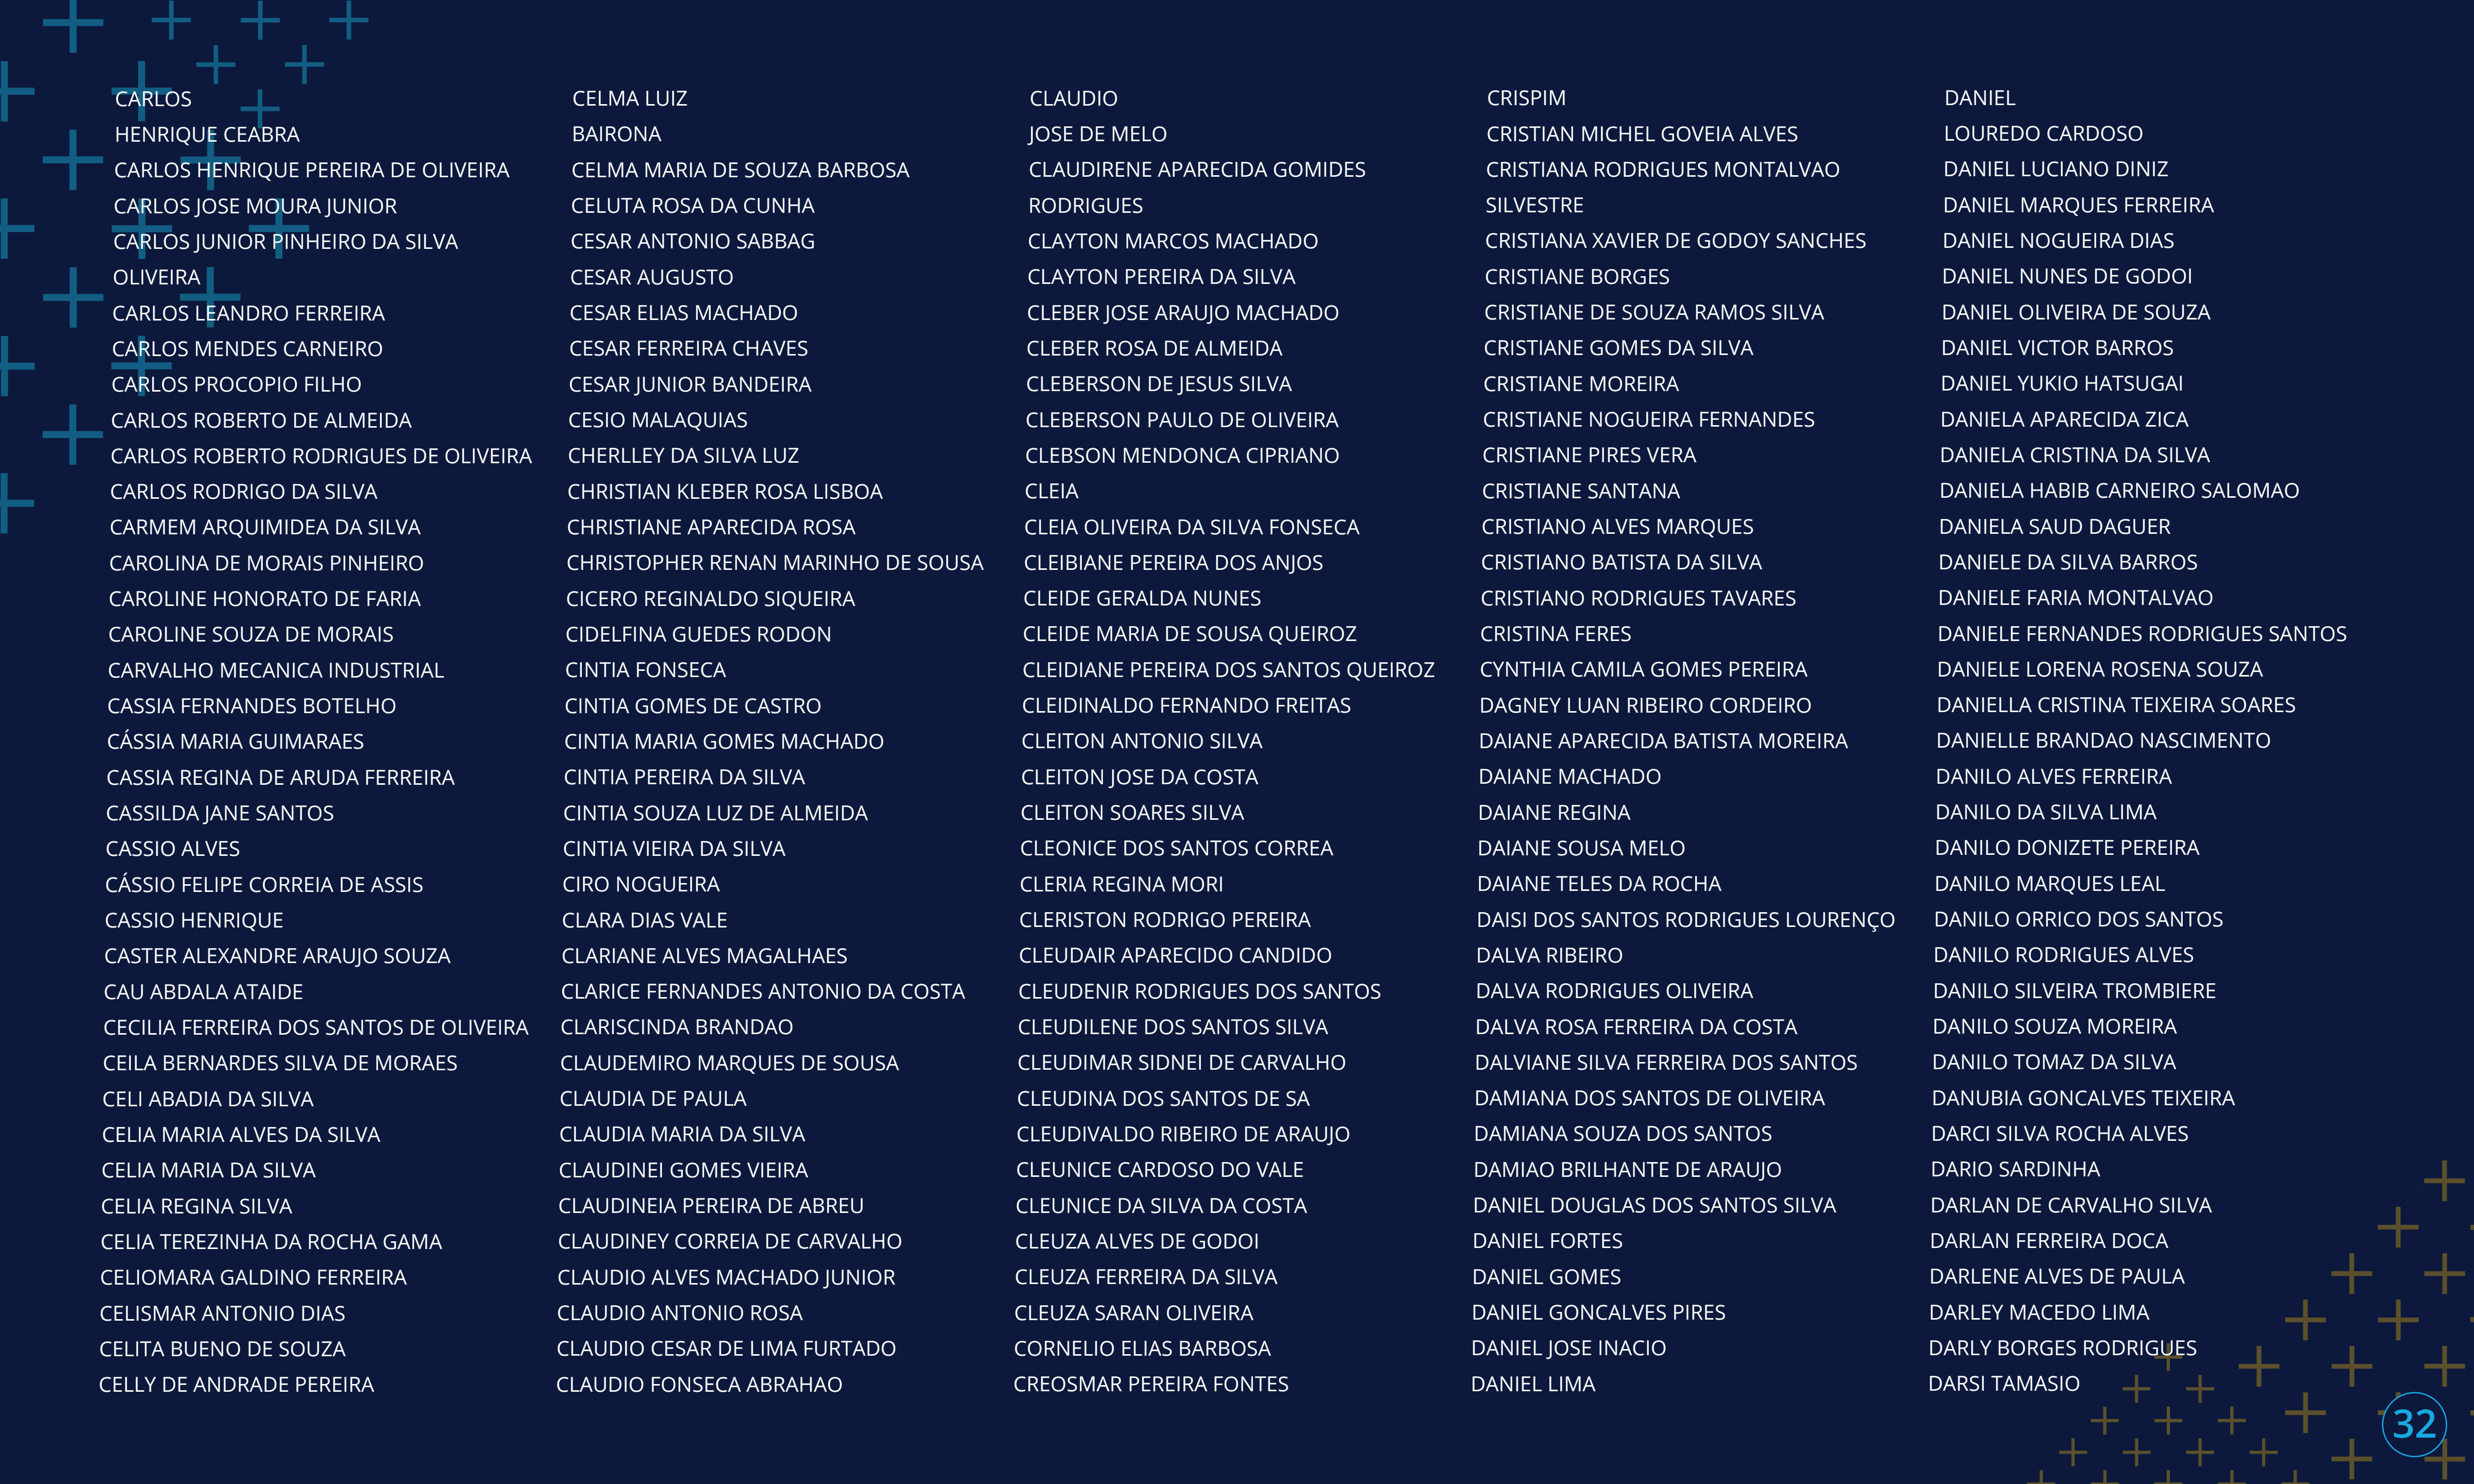 CARLOS
HENRIQUE CEABRA
CARLOS HENRIQUE PEREIRA DE OLIVEIRA
CARLOS JOSE MOURA JUNIOR
CARLOS JUNIOR PINHEIRO DA SILVA
OLIVEIRA
CARLOS LEANDRO FERREIRA
CARLOS MENDES CARNEIRO
CARLOS PROCOPIO FILHO
CARLOS ROBERTO DE ALMEIDA
CARLOS ROBERTO RODRIGUES DE OLIVEIRA
CARLOS RODRIGO DA SILVA
CARMEM ARQUIMIDEA DA SILVA
CAROLINA DE MORAIS PINHEIRO
CAROLINE HONORATO DE FARIA
CAROLINE SOUZA DE MORAIS
CARVALHO MECANICA INDUSTRIAL
CASSIA FERNANDES BOTELHO
CÁSSIA MARIA GUIMARAES
CASSIA REGINA DE ARUDA FERREIRA
CASSILDA JANE SANTOS
CASSIO ALVES
CÁSSIO FELIPE CORREIA DE ASSIS
CASSIO HENRIQUE
CASTER ALEXANDRE ARAUJO SOUZA
CAU ABDALA ATAIDE
CECILIA FERREIRA DOS SANTOS DE OLIVEIRA
CEILA BERNARDES SILVA DE MORAES
CELI ABADIA DA SILVA
CELIA MARIA ALVES DA SILVA
CELIA MARIA DA SILVA
CELIA REGINA SILVA
CELIA TEREZINHA DA ROCHA GAMA
CELIOMARA GALDINO FERREIRA
CELISMAR ANTONIO DIAS
CELITA BUENO DE SOUZA
CELLY DE ANDRADE PEREIRA
CELMA LUIZ
BAIRONA
CELMA MARIA DE SOUZA BARBOSA
CELUTA ROSA DA CUNHA
CESAR ANTONIO SABBAG
CESAR AUGUSTO
CESAR ELIAS MACHADO
CESAR FERREIRA CHAVES
CESAR JUNIOR BANDEIRA
CESIO MALAQUIAS
CHERLLEY DA SILVA LUZ
CHRISTIAN KLEBER ROSA LISBOA
CHRISTIANE APARECIDA ROSA
CHRISTOPHER RENAN MARINHO DE SOUSA
CICERO REGINALDO SIQUEIRA
CIDELFINA GUEDES RODON
CINTIA FONSECA
CINTIA GOMES DE CASTRO
CINTIA MARIA GOMES MACHADO
CINTIA PEREIRA DA SILVA
CINTIA SOUZA LUZ DE ALMEIDA
CINTIA VIEIRA DA SILVA
CIRO NOGUEIRA
CLARA DIAS VALE
CLARIANE ALVES MAGALHAES
CLARICE FERNANDES ANTONIO DA COSTA
CLARISCINDA BRANDAO
CLAUDEMIRO MARQUES DE SOUSA
CLAUDIA DE PAULA
CLAUDIA MARIA DA SILVA
CLAUDINEI GOMES VIEIRA
CLAUDINEIA PEREIRA DE ABREU
CLAUDINEY CORREIA DE CARVALHO
CLAUDIO ALVES MACHADO JUNIOR
CLAUDIO ANTONIO ROSA
CLAUDIO CESAR DE LIMA FURTADO
CLAUDIO FONSECA ABRAHAO
CLAUDIO
JOSE DE MELO
CLAUDIRENE APARECIDA GOMIDES
RODRIGUES
CLAYTON MARCOS MACHADO
CLAYTON PEREIRA DA SILVA
CLEBER JOSE ARAUJO MACHADO
CLEBER ROSA DE ALMEIDA
CLEBERSON DE JESUS SILVA
CLEBERSON PAULO DE OLIVEIRA
CLEBSON MENDONCA CIPRIANO
CLEIA
CLEIA OLIVEIRA DA SILVA FONSECA
CLEIBIANE PEREIRA DOS ANJOS
CLEIDE GERALDA NUNES
CLEIDE MARIA DE SOUSA QUEIROZ
CLEIDIANE PEREIRA DOS SANTOS QUEIROZ
CLEIDINALDO FERNANDO FREITAS
CLEITON ANTONIO SILVA
CLEITON JOSE DA COSTA
CLEITON SOARES SILVA
CLEONICE DOS SANTOS CORREA
CLERIA REGINA MORI
CLERISTON RODRIGO PEREIRA
CLEUDAIR APARECIDO CANDIDO
CLEUDENIR RODRIGUES DOS SANTOS
CLEUDILENE DOS SANTOS SILVA
CLEUDIMAR SIDNEI DE CARVALHO
CLEUDINA DOS SANTOS DE SA
CLEUDIVALDO RIBEIRO DE ARAUJO
CLEUNICE CARDOSO DO VALE
CLEUNICE DA SILVA DA COSTA
CLEUZA ALVES DE GODOI
CLEUZA FERREIRA DA SILVA
CLEUZA SARAN OLIVEIRA
CORNELIO ELIAS BARBOSA
CREOSMAR PEREIRA FONTES
CRISPIM
CRISTIAN MICHEL GOVEIA ALVES
CRISTIANA RODRIGUES MONTALVAO
SILVESTRE
CRISTIANA XAVIER DE GODOY SANCHES
CRISTIANE BORGES
CRISTIANE DE SOUZA RAMOS SILVA
CRISTIANE GOMES DA SILVA
CRISTIANE MOREIRA
CRISTIANE NOGUEIRA FERNANDES
CRISTIANE PIRES VERA
CRISTIANE SANTANA
CRISTIANO ALVES MARQUES
CRISTIANO BATISTA DA SILVA
CRISTIANO RODRIGUES TAVARES
CRISTINA FERES
CYNTHIA CAMILA GOMES PEREIRA
DAGNEY LUAN RIBEIRO CORDEIRO
DAIANE APARECIDA BATISTA MOREIRA
DAIANE MACHADO
DAIANE REGINA
DAIANE SOUSA MELO
DAIANE TELES DA ROCHA
DAISI DOS SANTOS RODRIGUES LOURENÇO
DALVA RIBEIRO
DALVA RODRIGUES OLIVEIRA
DALVA ROSA FERREIRA DA COSTA
DALVIANE SILVA FERREIRA DOS SANTOS
DAMIANA DOS SANTOS DE OLIVEIRA
DAMIANA SOUZA DOS SANTOS
DAMIAO BRILHANTE DE ARAUJO
DANIEL DOUGLAS DOS SANTOS SILVA
DANIEL FORTES
DANIEL GOMES
DANIEL GONCALVES PIRES
DANIEL JOSE INACIO
DANIEL LIMA
DANIEL
LOUREDO CARDOSO
DANIEL LUCIANO DINIZ
DANIEL MARQUES FERREIRA
DANIEL NOGUEIRA DIAS
DANIEL NUNES DE GODOI
DANIEL OLIVEIRA DE SOUZA
DANIEL VICTOR BARROS
DANIEL YUKIO HATSUGAI
DANIELA APARECIDA ZICA
DANIELA CRISTINA DA SILVA
DANIELA HABIB CARNEIRO SALOMAO
DANIELA SAUD DAGUER
DANIELE DA SILVA BARROS
DANIELE FARIA MONTALVAO
DANIELE FERNANDES RODRIGUES SANTOS
DANIELE LORENA ROSENA SOUZA
DANIELLA CRISTINA TEIXEIRA SOARES
DANIELLE BRANDAO NASCIMENTO
DANILO ALVES FERREIRA
DANILO DA SILVA LIMA
DANILO DONIZETE PEREIRA
DANILO MARQUES LEAL
DANILO ORRICO DOS SANTOS
DANILO RODRIGUES ALVES
DANILO SILVEIRA TROMBIERE
DANILO SOUZA MOREIRA
DANILO TOMAZ DA SILVA
DANUBIA GONCALVES TEIXEIRA
DARCI SILVA ROCHA ALVES
DARIO SARDINHA
DARLAN DE CARVALHO SILVA
DARLAN FERREIRA DOCA
DARLENE ALVES DE PAULA
DARLEY MACEDO LIMA
DARLY BORGES RODRIGUES
DARSI TAMASIO
32